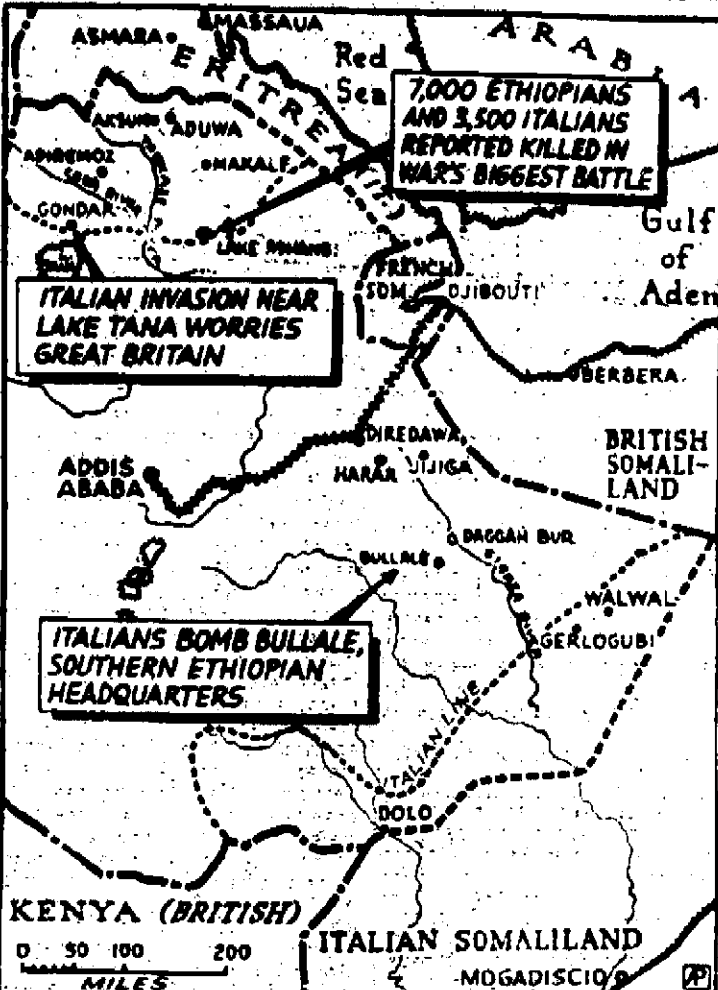 MASSAUA
ASMARA
ERITREA
Red
Sea
ARABIA
7,000 ETHIOPIANS
AND 3,500 ITALIANS
REPORTED KILLED IN
WAR'S BIGGEST BATTLE
AKSUM
ADUWA
MAKALE
ADIREMOZ
GONDAR
LAKE
Gulf
of
Aden
FRENCH
SOM.
DJIBOUTI
ITALIAN INVASION NEAR
LAKE TANA WORRIES
GREAT BRITAIN
BERBERA
DIREDAWA
HARAR
JIJIGA
BRITISH
SOMALI-
LAND
ADDIS
ABABA
DAGGAH BUR
BULLALE
WALWAL
GERLOGUBI
ITALIANS BOMB BULLALE,
SOUTHERN ETHIOPIAN
HEADQUARTERS
ITALIAN LINE
DOLO
KENYA (BRITISH)
0 50 100 200
MILES
ITALIAN SOMALILAND
MOGADISCIO
AP